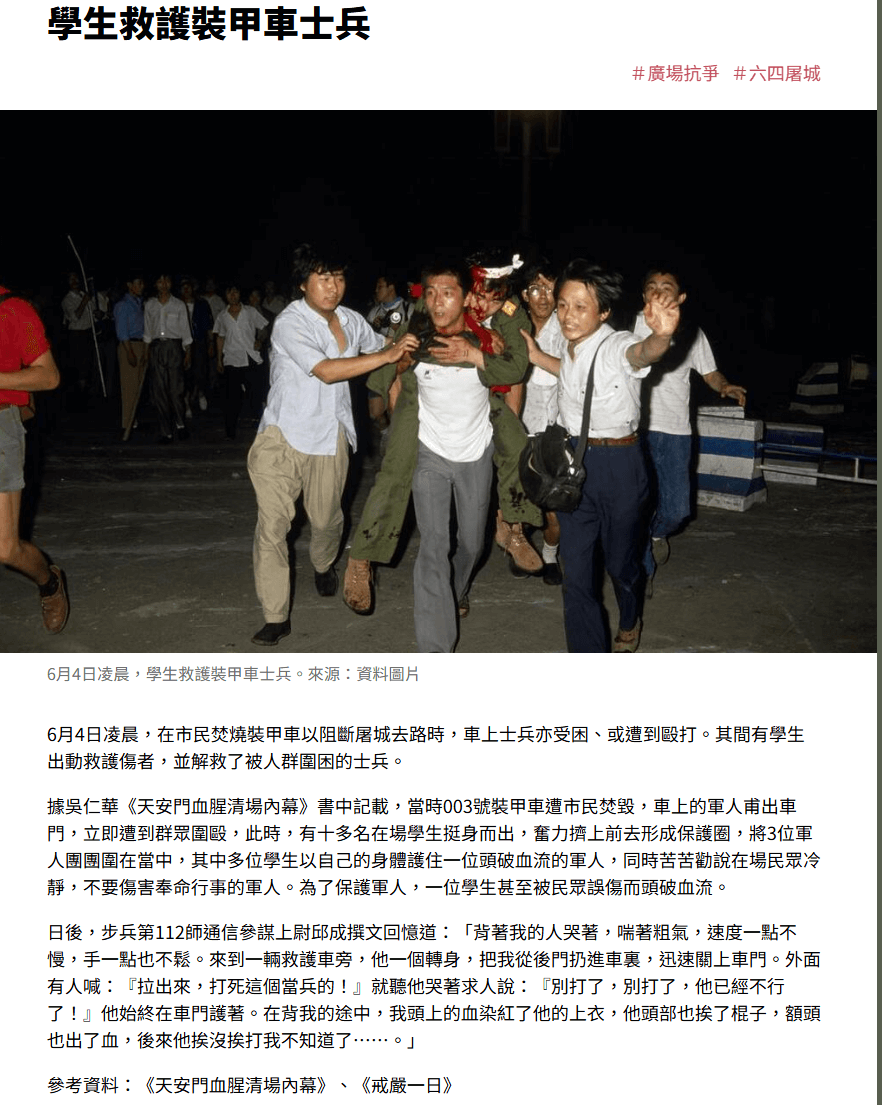 學生救護裝甲車士兵
#廣場抗爭 #六四屠城
6月4日凌晨，學生救護裝甲車士兵。來源：資料圖片
6月4日凌晨，在市民焚燒裝甲車以阻斷屠城去路時，車上士兵亦受困、或遭到毆打。其間有學生
出動救護傷者，並解救了被人群圍困的士兵。
據吳仁華《天安門血腥清場內幕》書中記載，當時003號裝甲車遭市民焚毀，車上的軍人甫出車
門，立即遭到群眾圍毆，此時，有十多名在場學生挺身而出，奮力擠上前去形成保護圈，將3位軍
人團團圍在當中，其中多位學生以自己的身體護住一位頭破血流的軍人，同時苦苦勸說在場民眾冷
靜，不要傷害奉命行事的軍人。為了保護軍人，一位學生甚至被民眾誤傷而頭破血流。
日後，步兵第112師通信參謀上尉邱成撰文回憶道：「背著我的人哭著，喘著粗氣，速度一點不
慢，手一點也不鬆。來到一輛救護車旁，他一個轉身，把我從後門扔進車裏，迅速關上車門。外面
有人喊：『拉出來，打死這個當兵的！』就聽他哭著求人說：『別打了，別打了，他已經不行
了！』他始終在車門護著。在背我的途中，我頭上的血染紅了他的上衣，他頭部也挨了棍子，額頭
也出了血，後來他挨沒挨打我不知道了……。」
參考資料：《天安門血腥清場內幕》、《戒嚴一日》